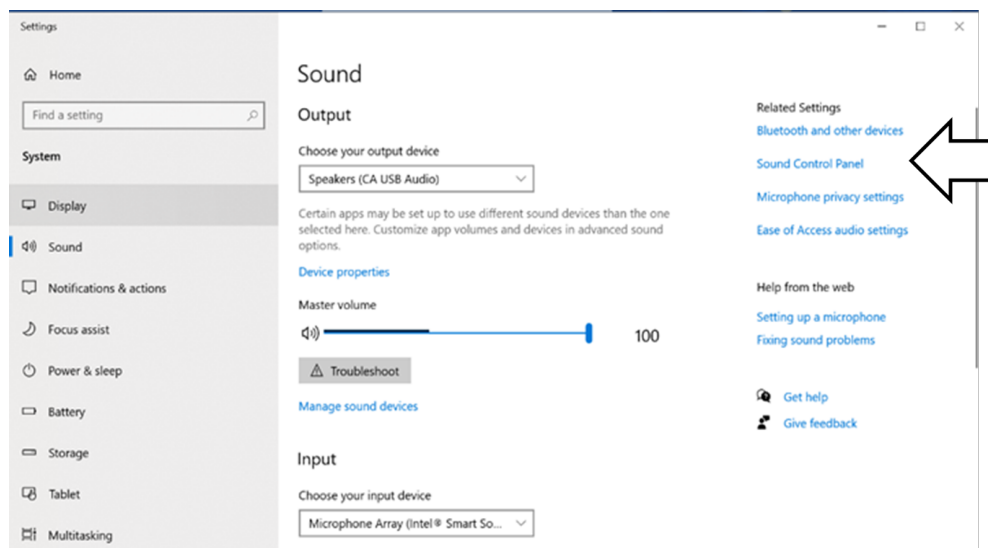 Settings
Home
Find a setting
System
Display
Sound
Notifications & actions
Focus assist
Power & sleep
Battery
Storage
Tablet
Multitasking
Sound
Output
Choose your output device
Speakers (CA USB Audio)
Certain apps may be set up to use different sound devices than the one
selected here. Customize app volumes and devices in advanced sound
options.
Device properties
Master volume
100
Troubleshoot
Manage sound devices
Input
Choose your input device
Microphone Array (Intel® Smart So...
Related Settings
Bluetooth and other devices
Sound Control Panel
Microphone privacy settings
Ease of Access audio settings
Help from the web
Setting up a microphone
Fixing sound problems
Get help
Give feedback